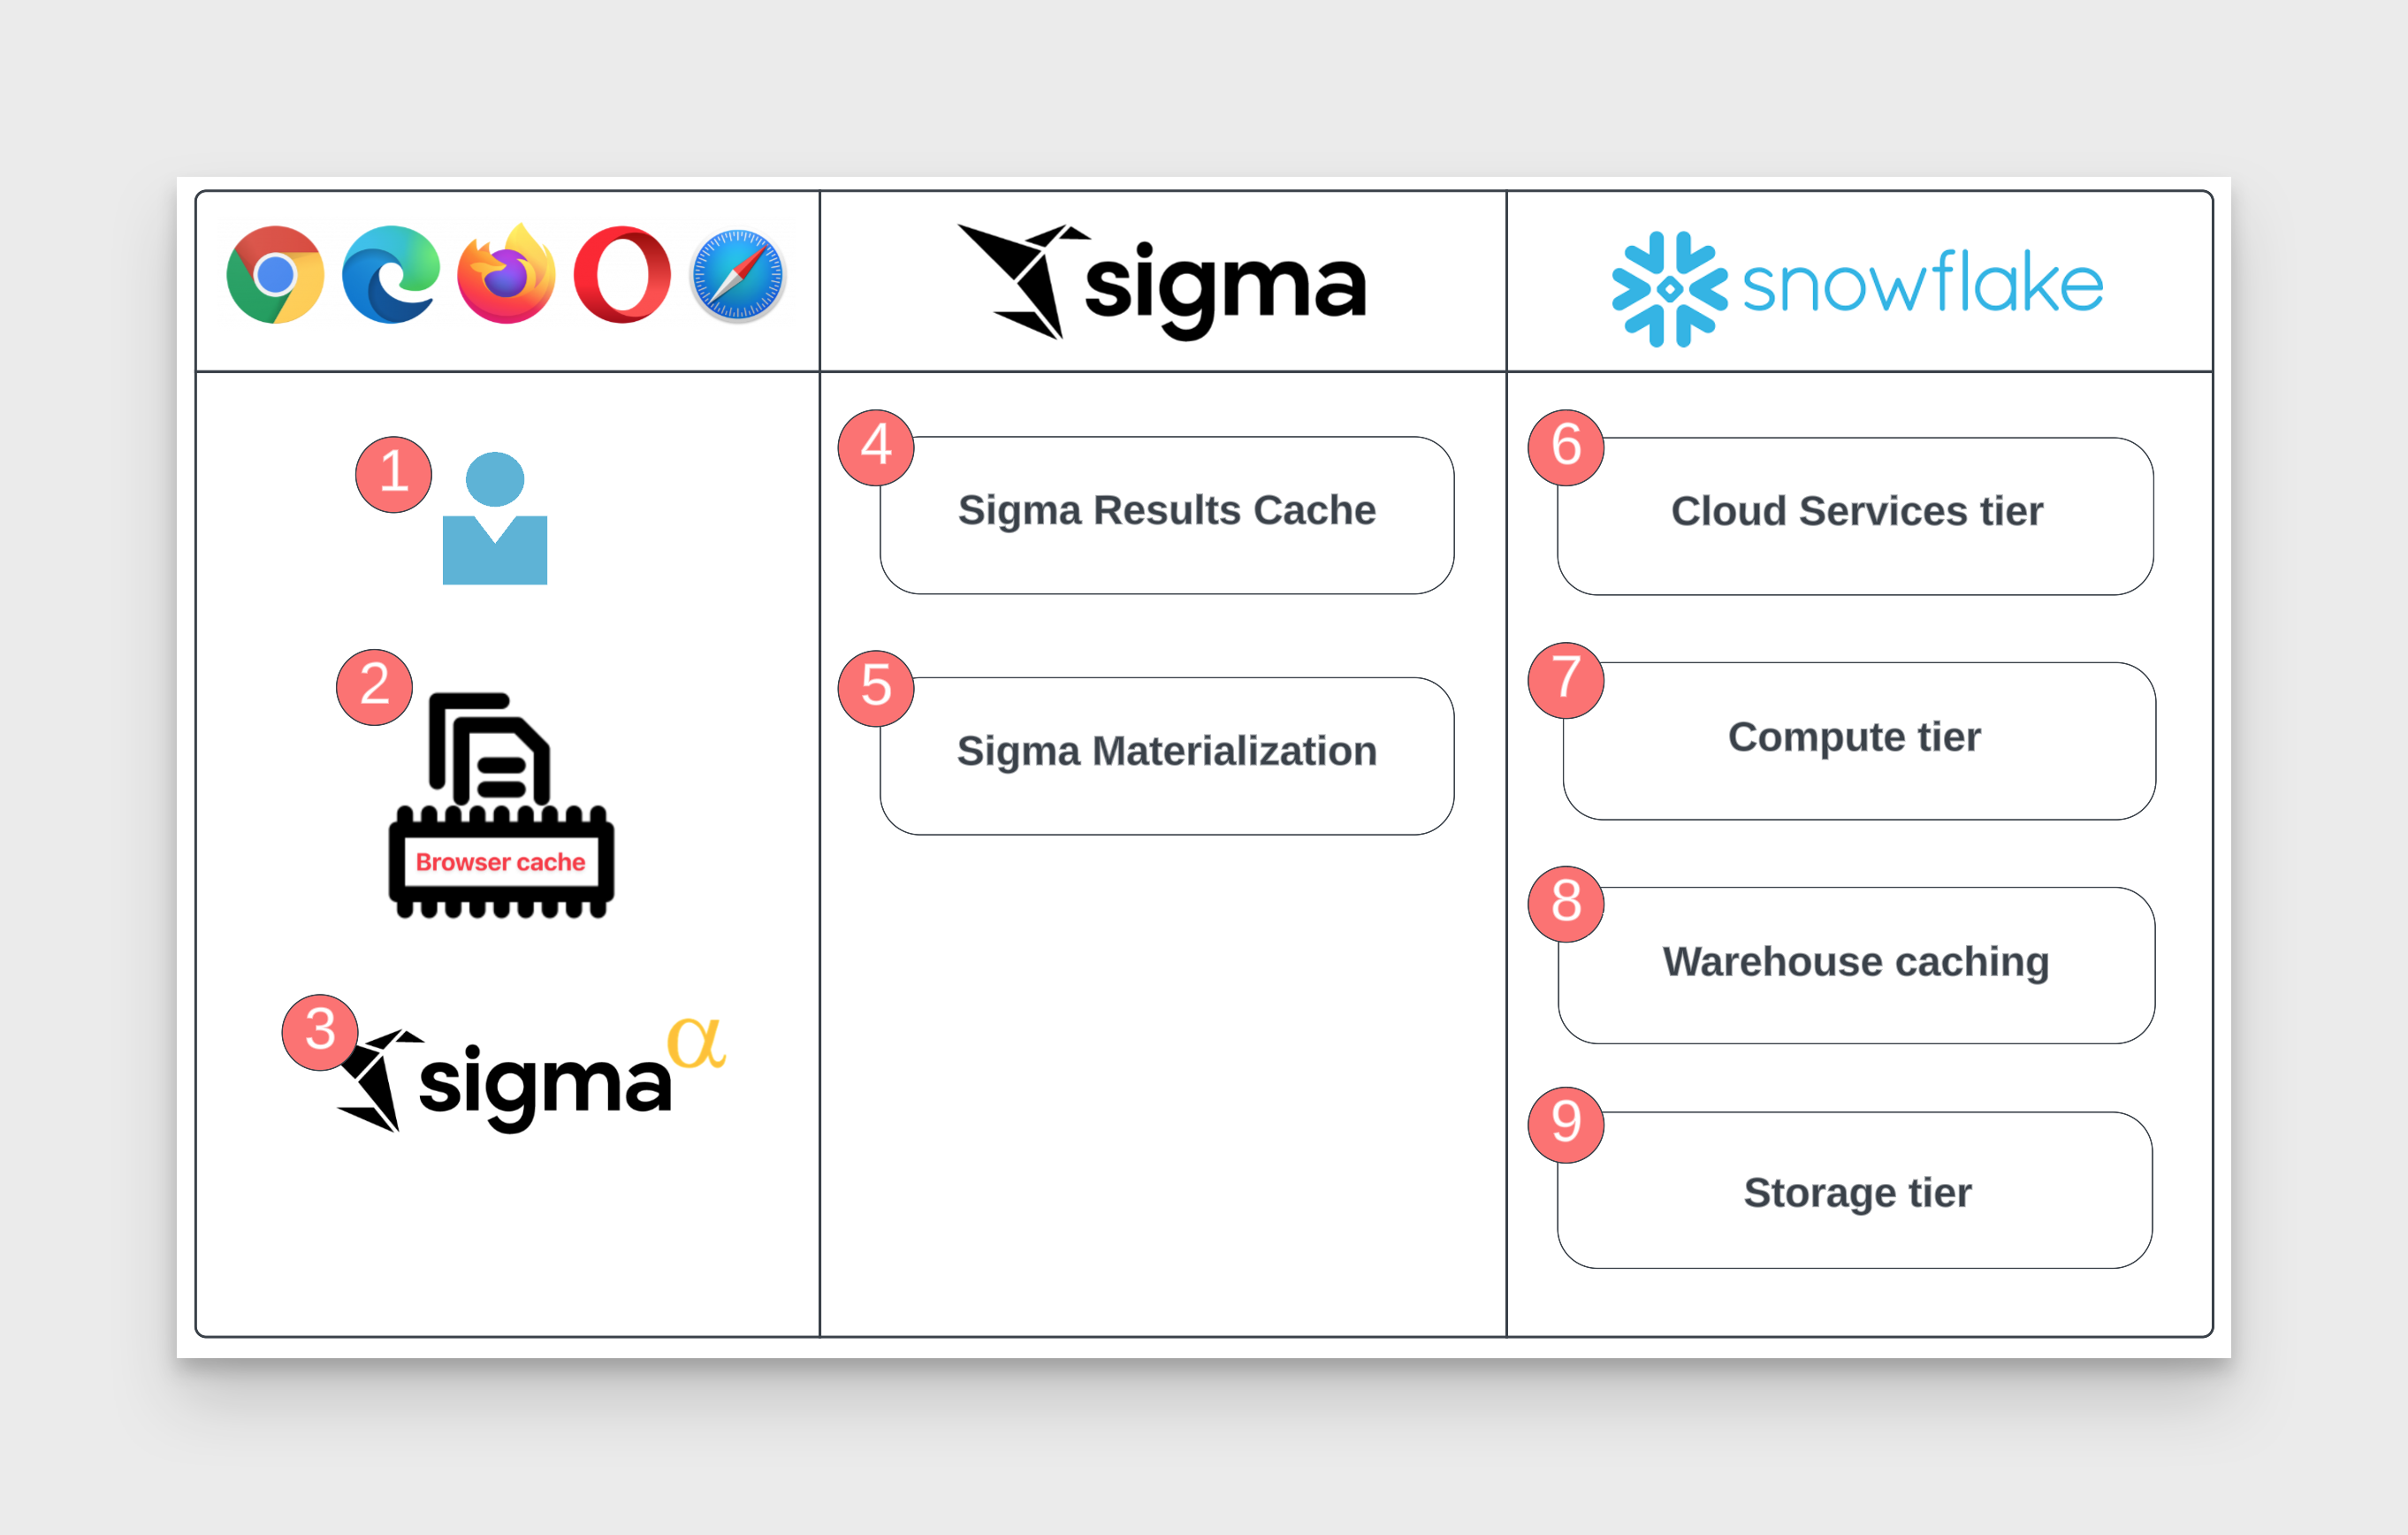 sigma
snowflake
1
2
Browser cache
3
sigma α
4
Sigma Results Cache
5
Sigma Materialization
6
Cloud Services tier
7
Compute tier
8
Warehouse caching
9
Storage tier